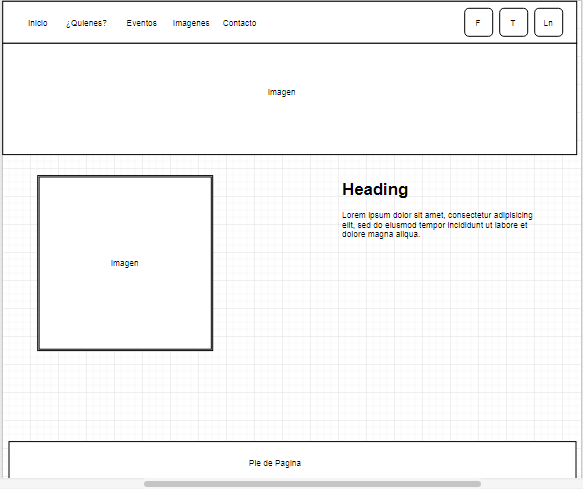 Inicio ¿Quienes? Eventos Imagenes Contacto F T Ln
Imagen
Heading
Lorem ipsum dolor sit amet, consectetur adipisicing
elit, sed do eiusmod tempor incididunt ut labore et
dolore magna aliqua.
Imagen
Pie de Pagina